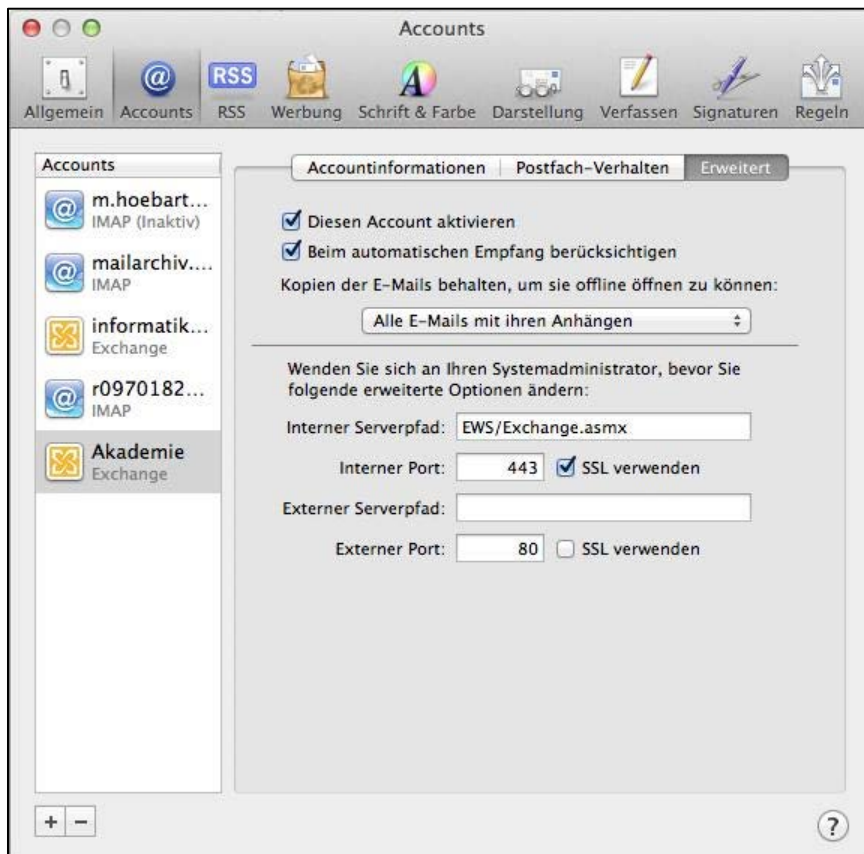 Accounts
Allgemein Accounts RSS Werbung Schrift & Farbe Darstellung Verfassen Signaturen Regeln
RSS
Accounts
m.hoebart...
IMAP (Inaktiv)
mailarchiv....
IMAP
informatik...
Exchange
r0970182...
IMAP
Akademie
Exchange
Accountinformationen Postfach-Verhalten Erweitert
Diesen Account aktivieren
Beim automatischen Empfang berücksichtigen
Kopien der E-Mails behalten, um sie offline öffnen zu können:
Alle E-Mails mit ihren Anhängen
Wenden Sie sich an Ihren Systemadministrator, bevor Sie
folgende erweiterte Optionen ändern:
Interner Serverpfad: EWS/Exchange.asmx
Interner Port: 443 SSL verwenden
Externer Serverpfad:
Externer Port: 80 SSL verwenden
+ −
?